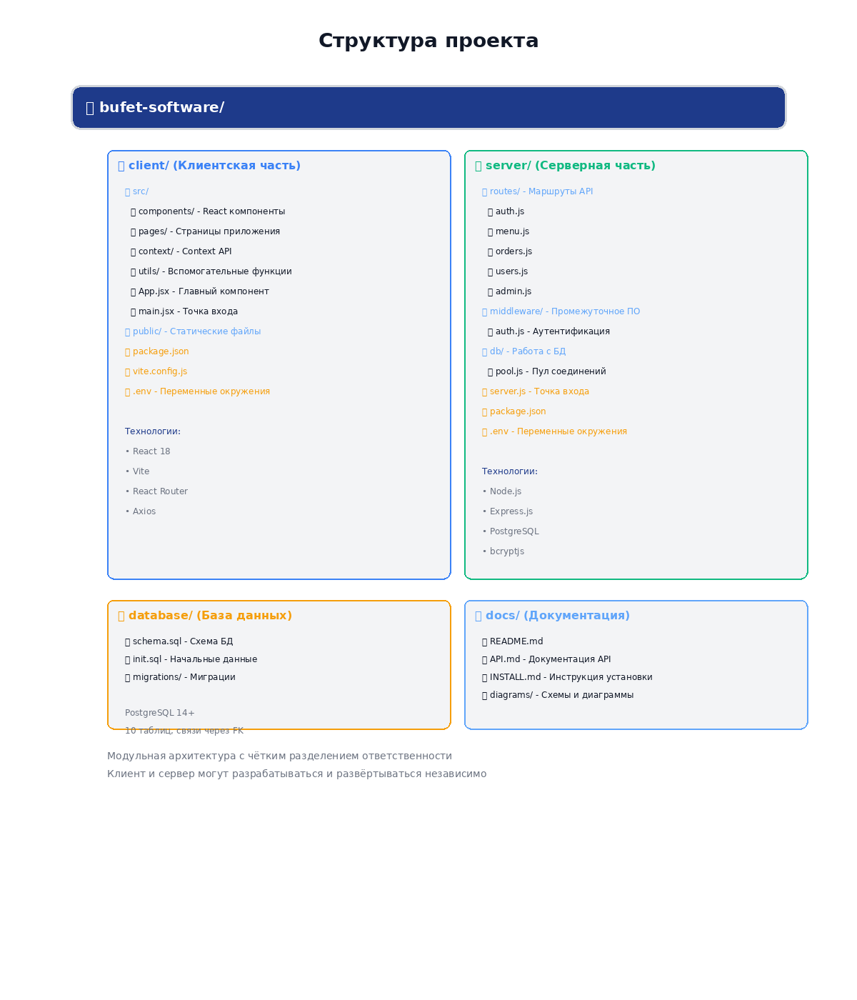 Структура проекта
bufet-software/
client/ (Клиентская часть)
src/
components/ - React компоненты
pages/ - Страницы приложения
context/ - Context API
utils/ - Вспомогательные функции
App.jsx - Главный компонент
main.jsx - Точка входа
public/ - Статические файлы
package.json
vite.config.js
.env - Переменные окружения
Технологии:
• React 18
• Vite
• React Router
• Axios
server/ (Серверная часть)
routes/ - Маршруты API
auth.js
menu.js
orders.js
users.js
admin.js
middleware/ - Промежуточное ПО
auth.js - Аутентификация
db/ - Работа с БД
pool.js - Пул соединений
server.js - Точка входа
package.json
.env - Переменные окружения
Технологии:
• Node.js
• Express.js
• PostgreSQL
• bcryptjs
database/ (База данных)
schema.sql - Схема БД
init.sql - Начальные данные
migrations/ - Миграции
PostgreSQL 14+
10 таблиц, связи через FK
docs/ (Документация)
README.md
API.md - Документация API
INSTALL.md - Инструкция установки
diagrams/ - Схемы и диаграммы
Модульная архитектура с чётким разделением ответственности
Клиент и сервер могут разрабатываться и развёртываться независимо